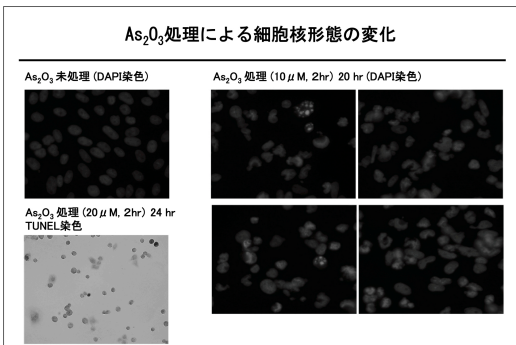 As₂O₃処理による細胞核形態の変化
As₂O₃ 未処理 (DAPI染色)
As₂O₃ 処理 (10μM, 2hr) 20 hr (DAPI染色)
As₂O₃ 処理 (20μM, 2hr) 24 hr
TUNEL染色